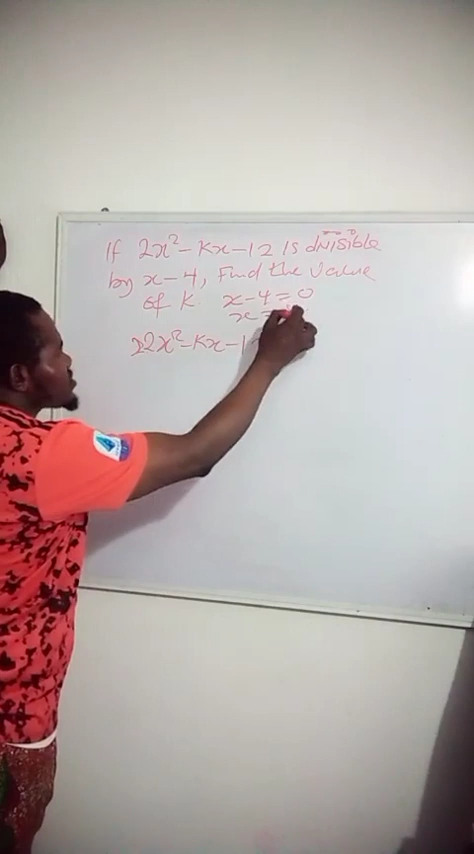 If 2x² - Kx - 12 is divisible
by x - 4, Find the value
of K x - 4 = 0
x =
2x² - Kx - 1